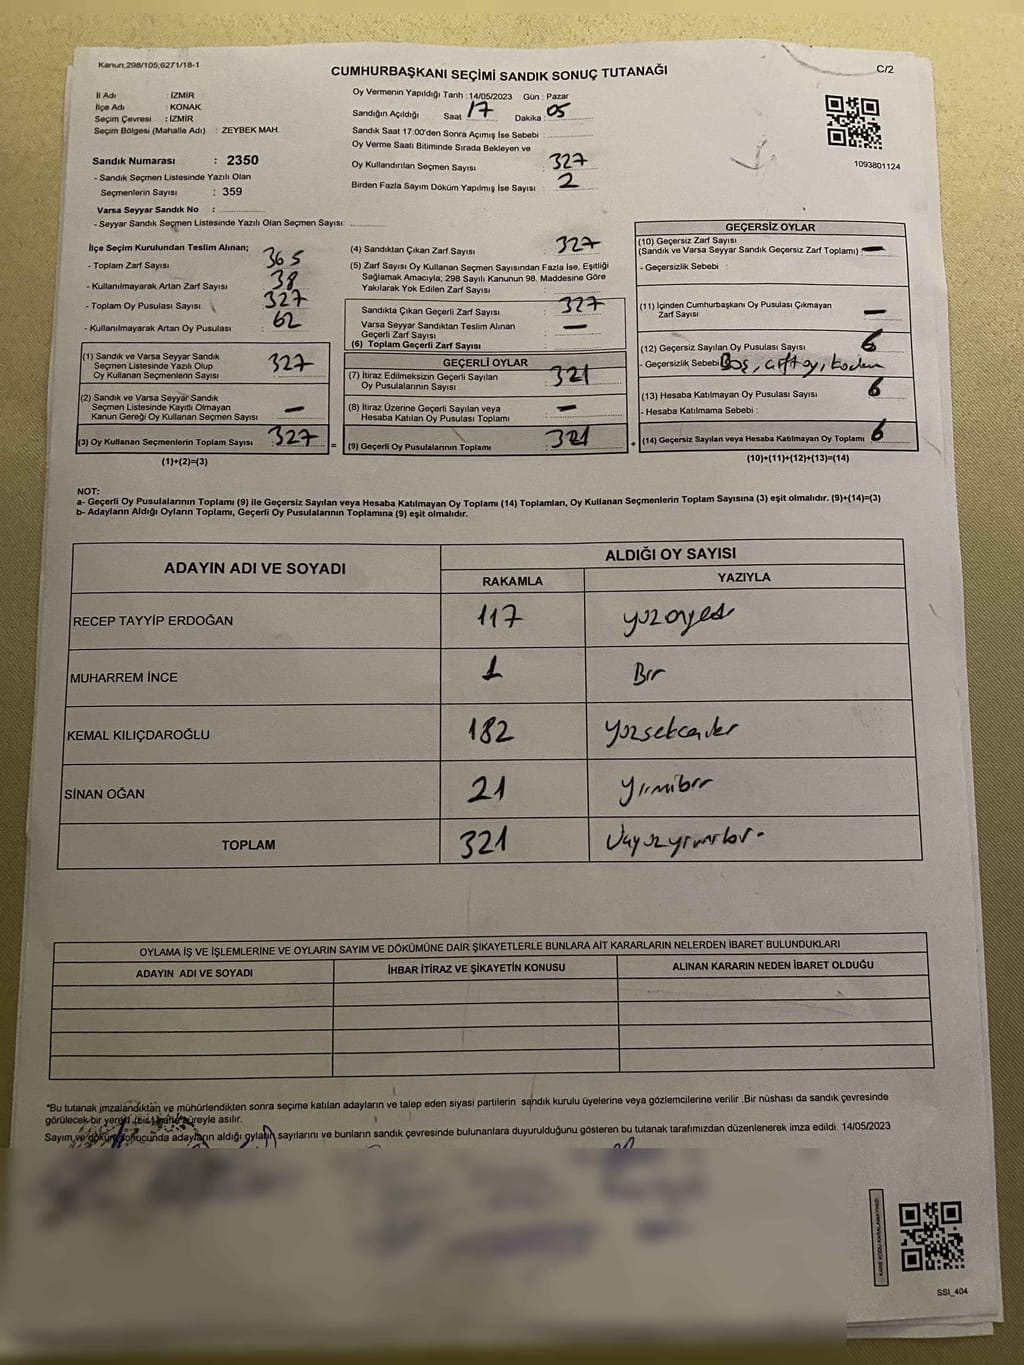 Kanun,298/105,6271/18-1
CUMHURBAŞKANI SEÇİMİ SANDIK SONUÇ TUTANAĞI
C/2
İl Adı : İZMİR
İlçe Adı : KONAK
Seçim Çevresi : İZMİR
Seçim Bölgesi (Mahalle Adı) : ZEYBEK MAH.
Sandık Numarası : 2350
- Sandık Seçmen Listesinde Yazılı Olan
Seçmenlerin Sayısı : 359
Varsa Seyyar Sandık No :
- Seyyar Sandık Seçmen Listesinde Yazılı Olan Seçmen Sayısı:
Oy Vermenin Yapıldığı Tarih :14/05/2023 Gün : Pazar
Sandığın Açıldığı Saat : 17 Dakika : 05
Sandık Saat 17:00'den Sonra Açımış İse Sebebi :
Oy Verme Saati Bitiminde Sırada Bekleyen ve
Oy Kullandırılan Seçmen Sayısı : 327
Birden Fazla Sayım Döküm Yapılmış İse Sayısı : 2
1093801124
İlçe Seçim Kurulundan Teslim Alınan;
- Toplam Zarf Sayısı : 365
- Kullanılmayarak Artan Zarf Sayısı : 38
- Toplam Oy Pusulası Sayısı : 327
- Kullanılmayarak Artan Oy Pusulası : 62
(1) Sandık ve Varsa Seyyar Sandık
Seçmen Listesinde Yazılı Olup
Oy Kullanan Seçmenlerin Sayısı : 327
(2) Sandık ve Varsa Seyyar Sandık
Seçmen Listesinde Kayıtlı Olmayan
Kanun Gereği Oy Kullanan Seçmen Sayısı : —
(3) Oy Kullanan Seçmenlerin Toplam Sayısı : 327 =
(1)+(2)=(3)
(4) Sandıktan Çıkan Zarf Sayısı : 327
(5) Zarf Sayısı Oy Kullanan Seçmen Sayısından Fazla İse, Eşitliği
Sağlamak Amacıyla; 298 Sayılı Kanunun 98. Maddesine Göre
Yakılarak Yok Edilen Zarf Sayısı :
Sandıkta Çıkan Geçerli Zarf Sayısı : 327
Varsa Seyyar Sandıktan Teslim Alınan
Geçerli Zarf Sayısı : —
(6) Toplam Geçerli Zarf Sayısı :
GEÇERLİ OYLAR
(7) İtiraz Edilmeksizin Geçerli Sayılan
Oy Pusulalarının Sayısı : 321
(8) İtiraz Üzerine Geçerli Sayılan veya
Hesaba Katılan Oy Pusulası Toplamı : —
(9) Geçerli Oy Pusulalarının Toplamı : 321 +
GEÇERSİZ OYLAR
(10) Geçersiz Zarf Sayısı
(Sandık ve Varsa Seyyar Sandık Geçersiz Zarf Toplamı) : —
- Geçersizlik Sebebi :
(11) İçinden Cumhurbaşkanı Oy Pusulası Çıkmayan
Zarf Sayısı : —
(12) Geçersiz Sayılan Oy Pusulası Sayısı : 6
- Geçersizlik Sebebi : Boş, çift oy,
(13) Hesaba Katılmayan Oy Pusulası Sayısı : 6
- Hesaba Katılmama Sebebi :
(14) Geçersiz Sayılan veya Hesaba Katılmayan Oy Toplamı : 6
(10)+(11)+(12)+(13)=(14)
NOT:
a- Geçerli Oy Pusulalarının Toplamı (9) ile Geçersiz Sayılan veya Hesaba Katılmayan Oy Toplamı (14) Toplamları, Oy Kullanan Seçmenlerin Toplam Sayısına (3) eşit olmalıdır. (9)+(14)=(3)
b- Adayların Aldığı Oyların Toplamı, Geçerli Oy Pusulalarının Toplamına (9) eşit olmalıdır.
ADAYIN ADI VE SOYADI ALDIĞI OY SAYISI
RAKAMLA YAZIYLA
RECEP TAYYİP ERDOĞAN 117 yüzonyedi
MUHARREM İNCE 1 Bir
KEMAL KILIÇDAROĞLU 182 yüzsekseniki
SİNAN OĞAN 21 yirmibir
TOPLAM 321 Üçyüzyirmibir
OYLAMA İŞ VE İŞLEMLERİNE VE OYLARIN SAYIM VE DÖKÜMÜNE DAİR ŞİKAYETLERLE BUNLARA AİT KARARLARIN NELERDEN İBARET BULUNDUKLARI
ADAYIN ADI VE SOYADI İHBAR İTİRAZ VE ŞİKAYETİN KONUSU ALINAN KARARIN NEDEN İBARET OLDUĞU
*Bu tutanak imzalandıktan ve mühürlendikten sonra seçime katılan adayların ve talep eden siyasi partilerin sandık kurulu üyelerine veya gözlemcilerine verilir .Bir nüshası da sandık çevresinde
görülecek bir yere (bir) hafta süreyle asılır.
Sayım ve döküm sonucunda adayların aldığı oyların sayılarını ve bunların sandık çevresinde bulunanlara duyurulduğunu gösteren bu tutanak tarafımızdan düzenlenerek imza edildi. 14/05/2023
KARE KODU KARALAMAYINIZ!
SSI_404